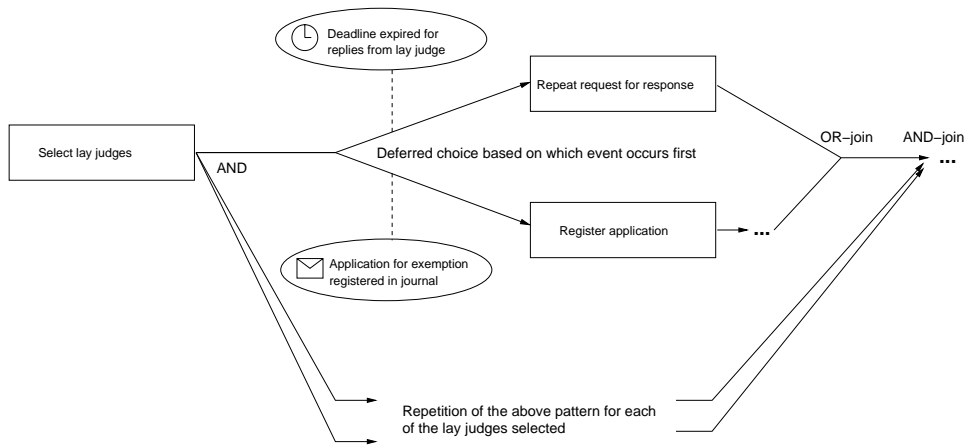 Deadline expired for
replies from lay judge
Repeat request for response
Select lay judges
AND
Deferred choice based on which event occurs first
OR–join
AND–join
...
Register application
...
Application for exemption
registered in journal
Repetition of the above pattern for each
of the lay judges selected